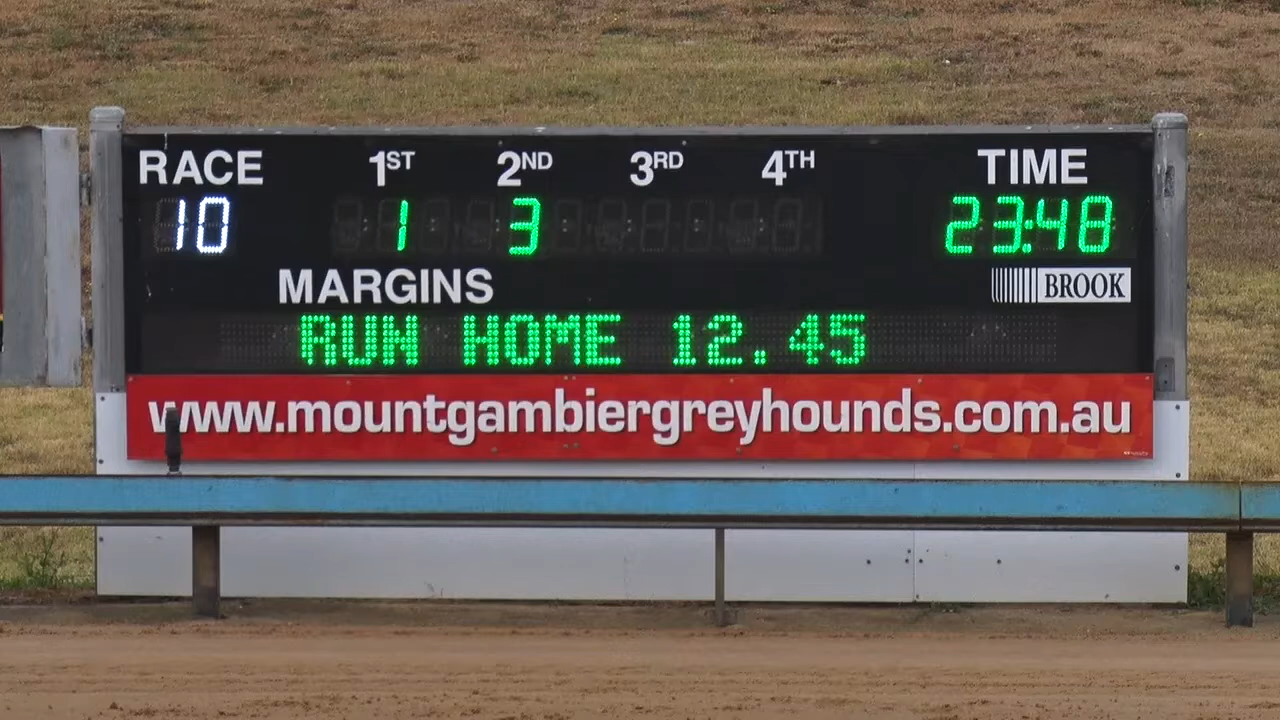 RACE 1ST 2ND 3RD 4TH TIME
10 1 3 23:48
MARGINS BROOK
RUN HOME 12.45
www.mountgambiergreyhounds.com.au